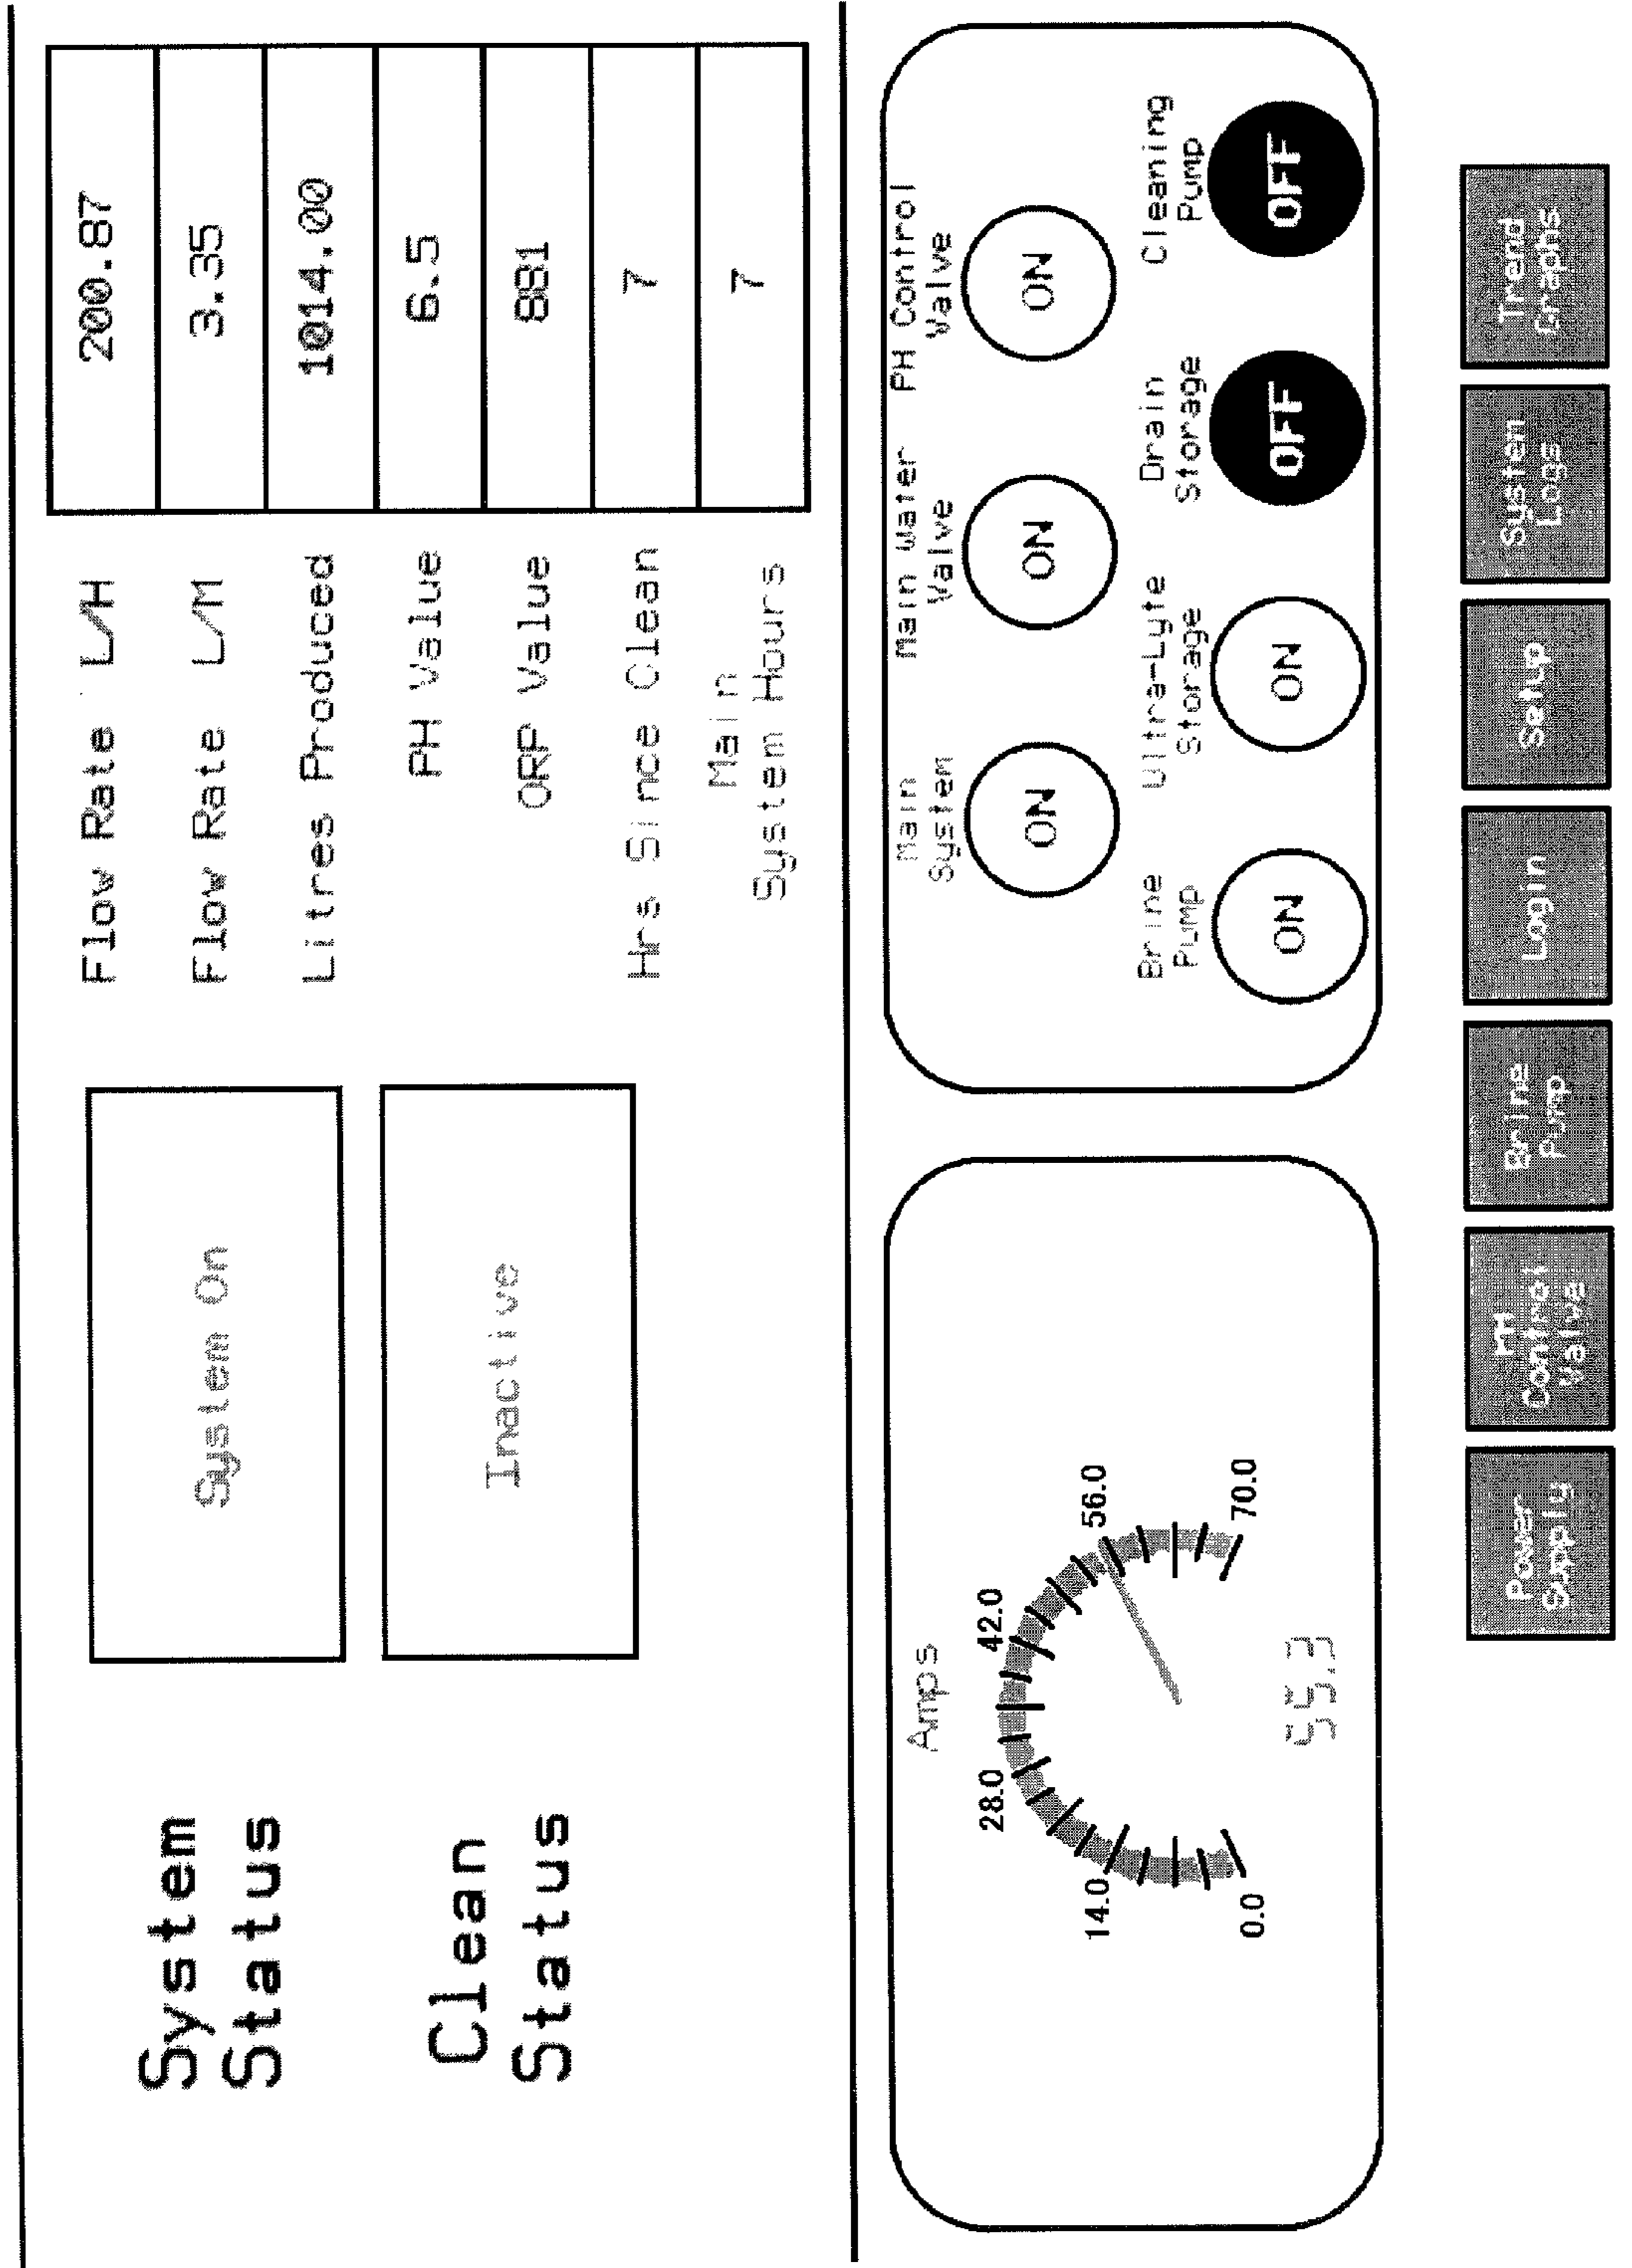 System
Status
System On
Clean
Status
Inactive
Flow Rate L/H 200.87
Flow Rate L/M 3.35
Litres Produced 1014.00
PH Value 6.5
ORP Value 881
Hrs Since Clean 7
Main
System Hours 7
Amps
0.0
14.0
28.0
42.0
56.0
70.0
55.3
Main
System
ON
Main Water
Valve
ON
PH Control
Valve
ON
Brine
Pump
ON
Ultra-Lyte
Storage
ON
Drain
Storage
OFF
Cleaning
Pump
OFF
Power
Supply
PH
Control
Valve
Brine
Pump
Login
Setup
System
Logs
Trend
Graphs